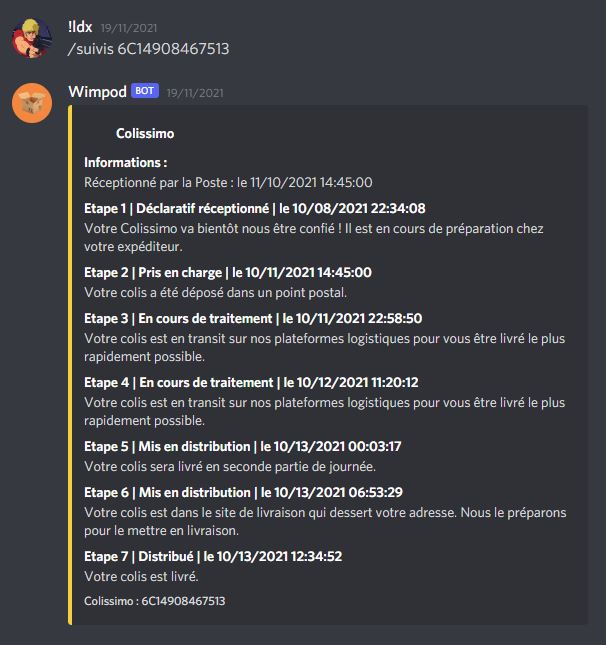 !ldx 19/11/2021
/suivis 6C14908467513
Wimpod BOT 19/11/2021
Colissimo
Informations :
Réceptionné par la Poste : le 11/10/2021 14:45:00
Etape 1 | Déclaratif réceptionné | le 10/08/2021 22:34:08
Votre Colissimo va bientôt nous être confié ! Il est en cours de préparation chez
votre expéditeur.
Etape 2 | Pris en charge | le 10/11/2021 14:45:00
Votre colis a été déposé dans un point postal.
Etape 3 | En cours de traitement | le 10/11/2021 22:58:50
Votre colis est en transit sur nos plateformes logistiques pour vous être livré le plus
rapidement possible.
Etape 4 | En cours de traitement | le 10/12/2021 11:20:12
Votre colis est en transit sur nos plateformes logistiques pour vous être livré le plus
rapidement possible.
Etape 5 | Mis en distribution | le 10/13/2021 00:03:17
Votre colis sera livré en seconde partie de journée.
Etape 6 | Mis en distribution | le 10/13/2021 06:53:29
Votre colis est dans le site de livraison qui dessert votre adresse. Nous le préparons
pour le mettre en livraison.
Etape 7 | Distribué | le 10/13/2021 12:34:52
Votre colis est livré.
Colissimo : 6C14908467513